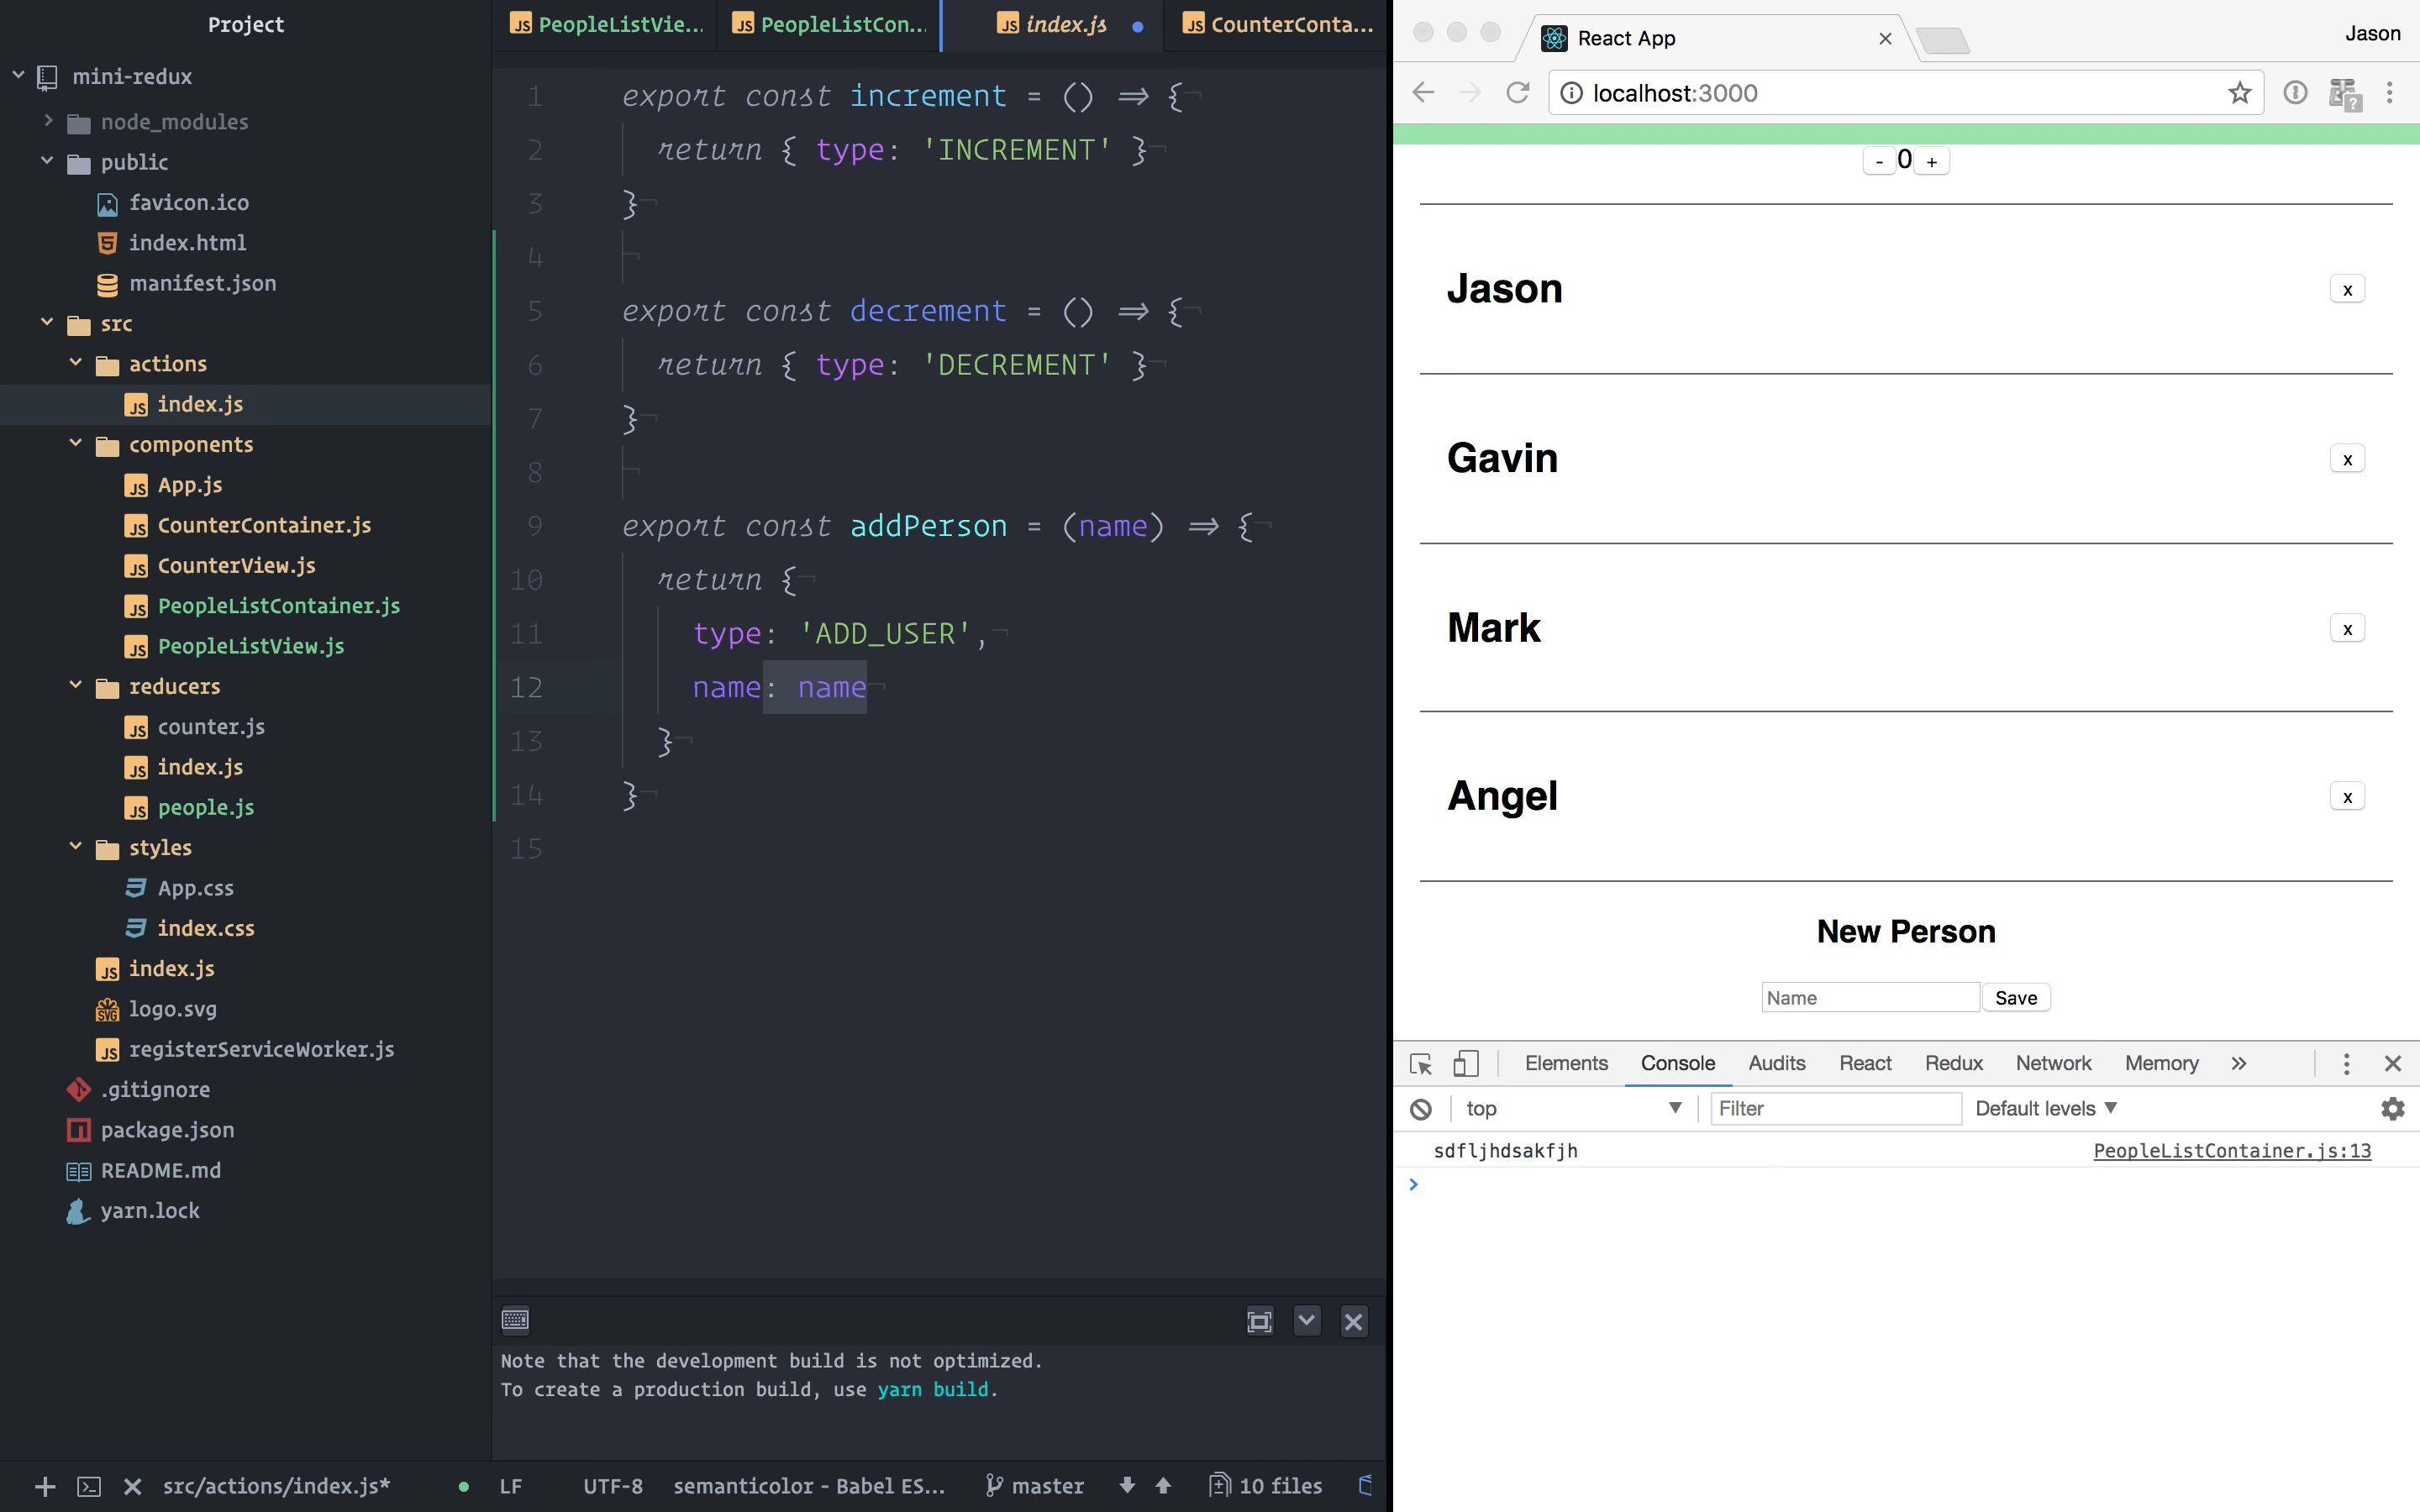 Project
mini-redux
node_modules
public
favicon.ico
index.html
manifest.json
src
actions
index.js
components
App.js
CounterContainer.js
CounterView.js
PeopleListContainer.js
PeopleListView.js
reducers
counter.js
index.js
people.js
styles
App.css
index.css
index.js
logo.svg
registerServiceWorker.js
.gitignore
package.json
README.md
yarn.lock
PeopleListVie... PeopleListCon... index.js CounterConta...
1 export const increment = () => {
2 return { type: 'INCREMENT' }
3 }
4
5 export const decrement = () => {
6 return { type: 'DECREMENT' }
7 }
8
9 export const addPerson = (name) => {
10 return {
11 type: 'ADD_USER',
12 name: name
13 }
14 }
15
Note that the development build is not optimized.
To create a production build, use yarn build.
src/actions/index.js* LF UTF-8 semanticolor - Babel ES... master 10 files
React App
Jason
localhost:3000
- 0 +
Jason x
Gavin x
Mark x
Angel x
New Person
Name Save
Elements Console Audits React Redux Network Memory »
top Filter Default levels
sdfljhdsakfjh PeopleListContainer.js:13